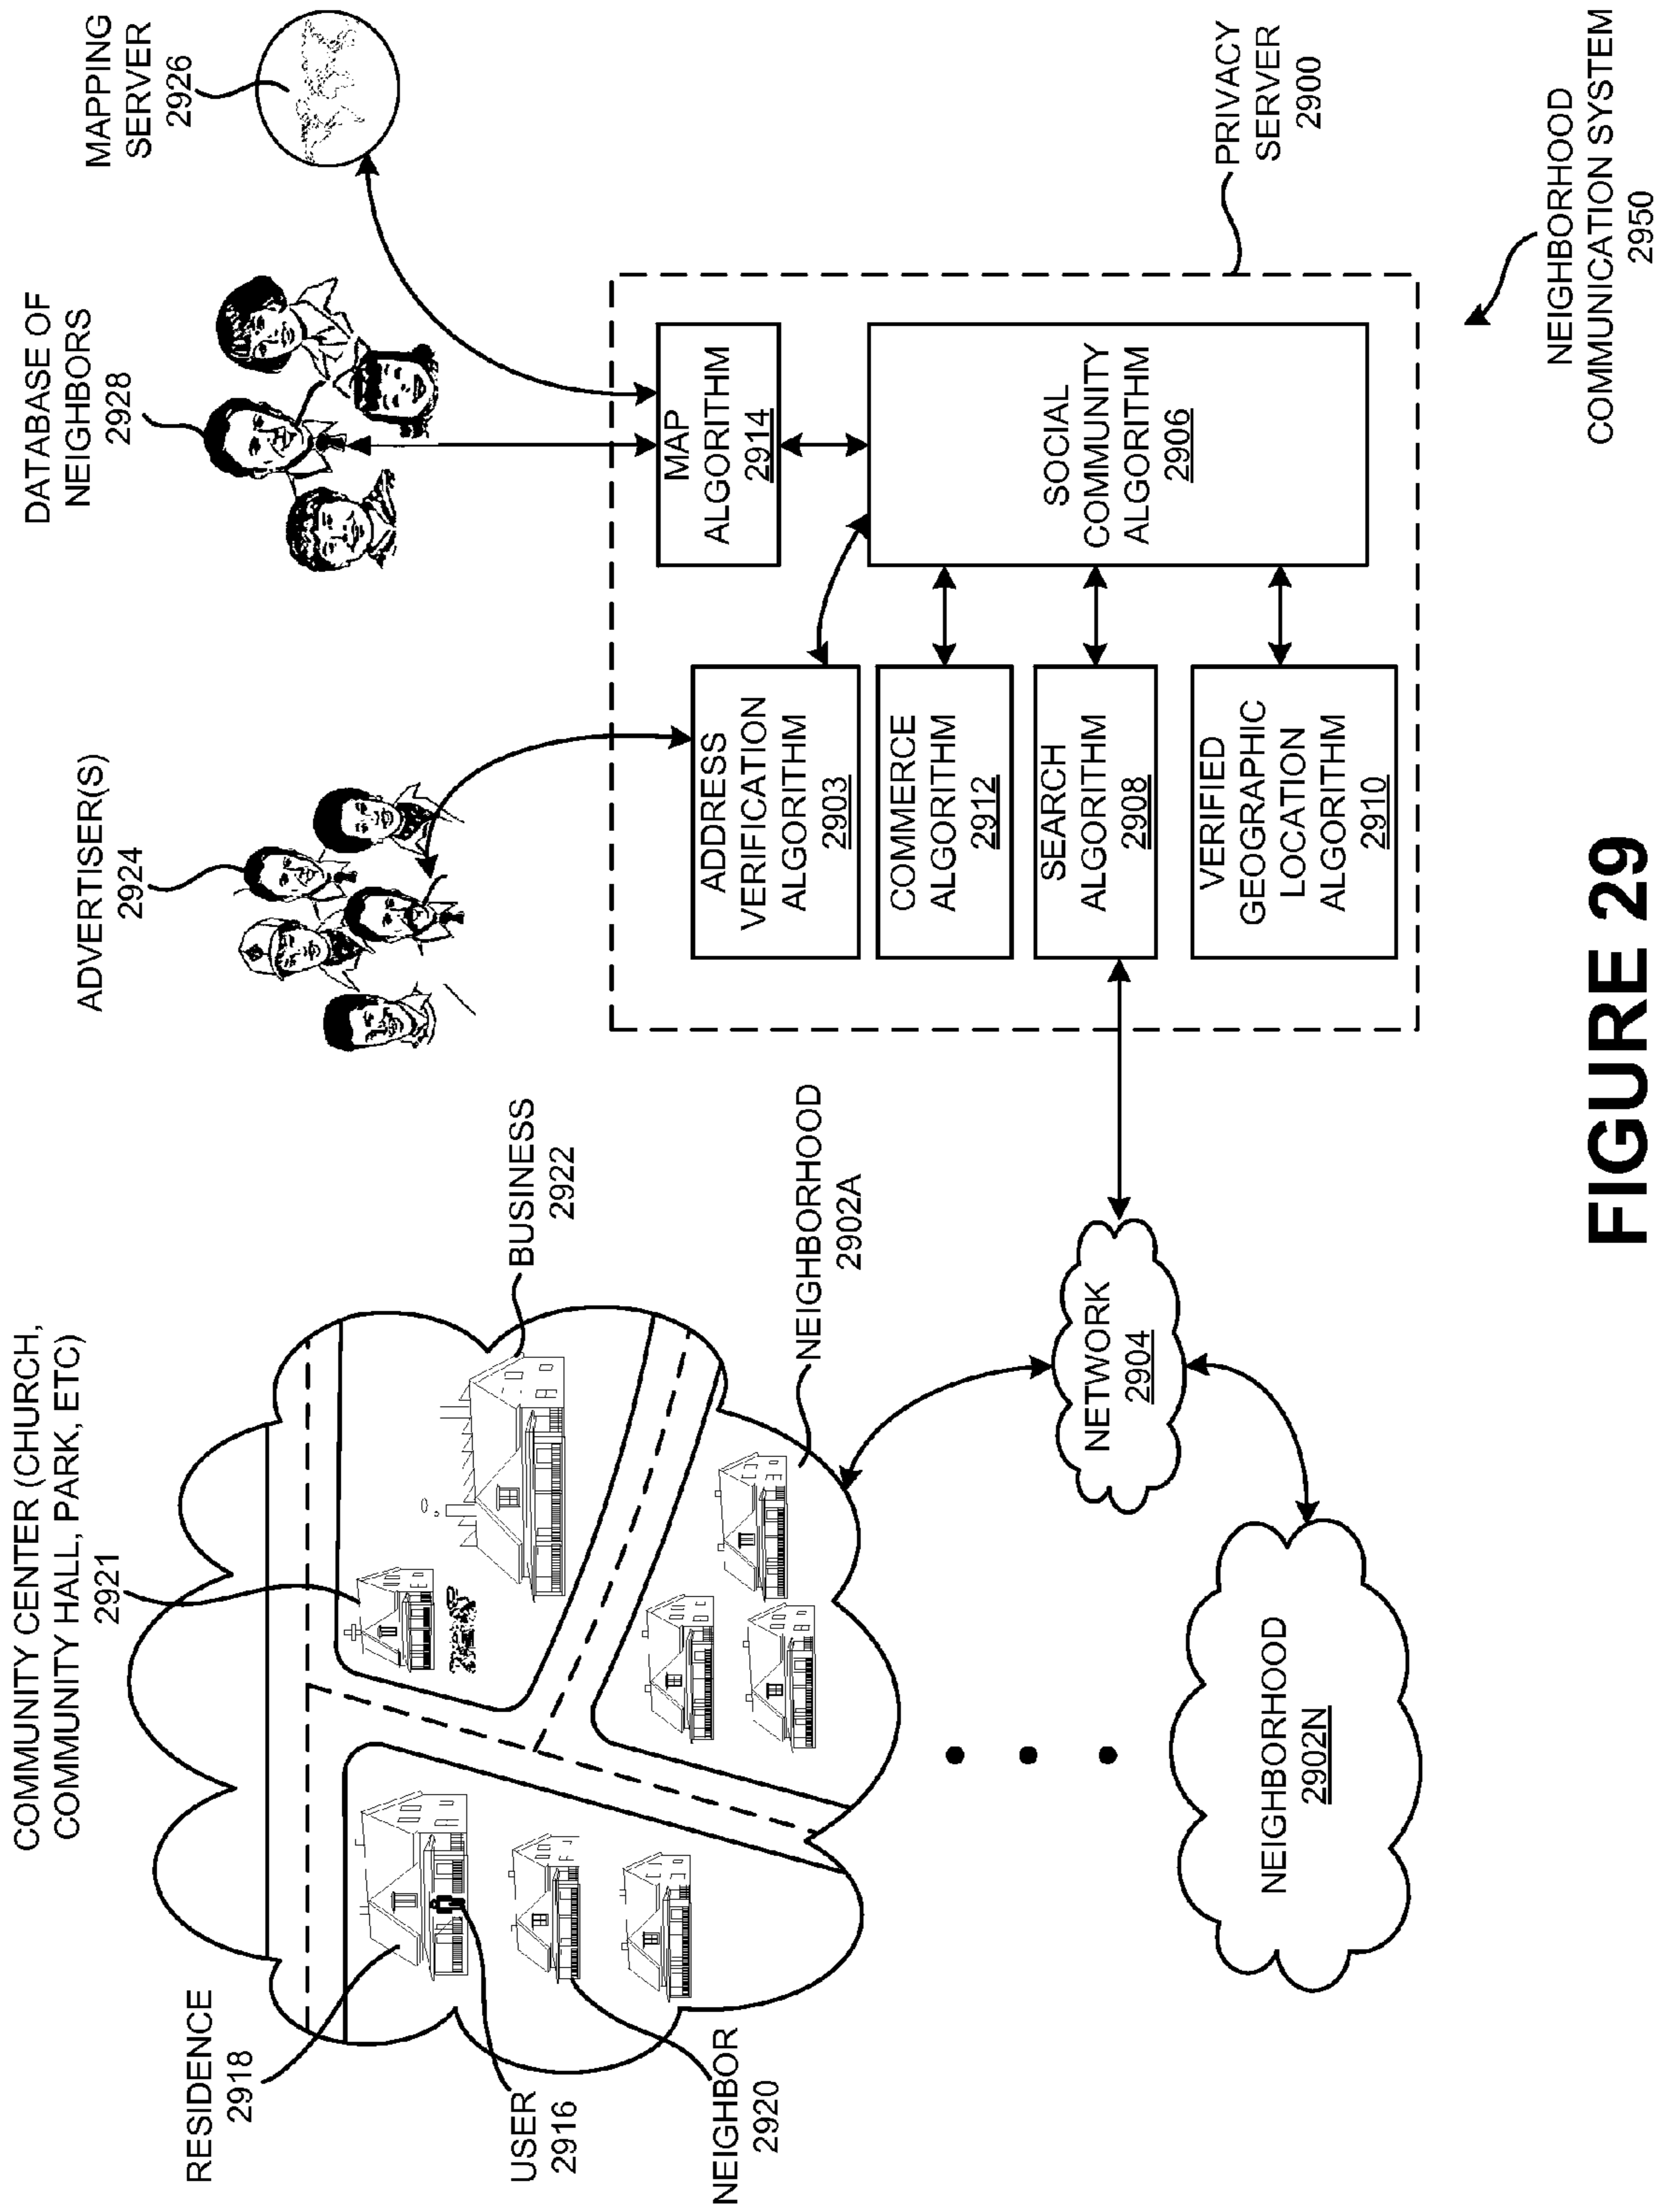 COMMUNITY CENTER (CHURCH,
COMMUNITY HALL, PARK, ETC)
2921
RESIDENCE
2918
USER
2916
NEIGHBOR
2920
BUSINESS
2922
NEIGHBORHOOD
2902A
ADVERTISER(S)
2924
DATABASE OF
NEIGHBORS
2928
MAPPING
SERVER
2926
MAP
ALGORITHM
2914
ADDRESS
VERIFICATION
ALGORITHM
2903
COMMERCE
ALGORITHM
2912
SEARCH
ALGORITHM
2908
VERIFIED
GEOGRAPHIC
LOCATION
ALGORITHM
2910
SOCIAL
COMMUNITY
ALGORITHM
2906
PRIVACY
SERVER
2900
NETWORK
2904
NEIGHBORHOOD
2902N
NEIGHBORHOOD
COMMUNICATION SYSTEM
2950
FIGURE 29